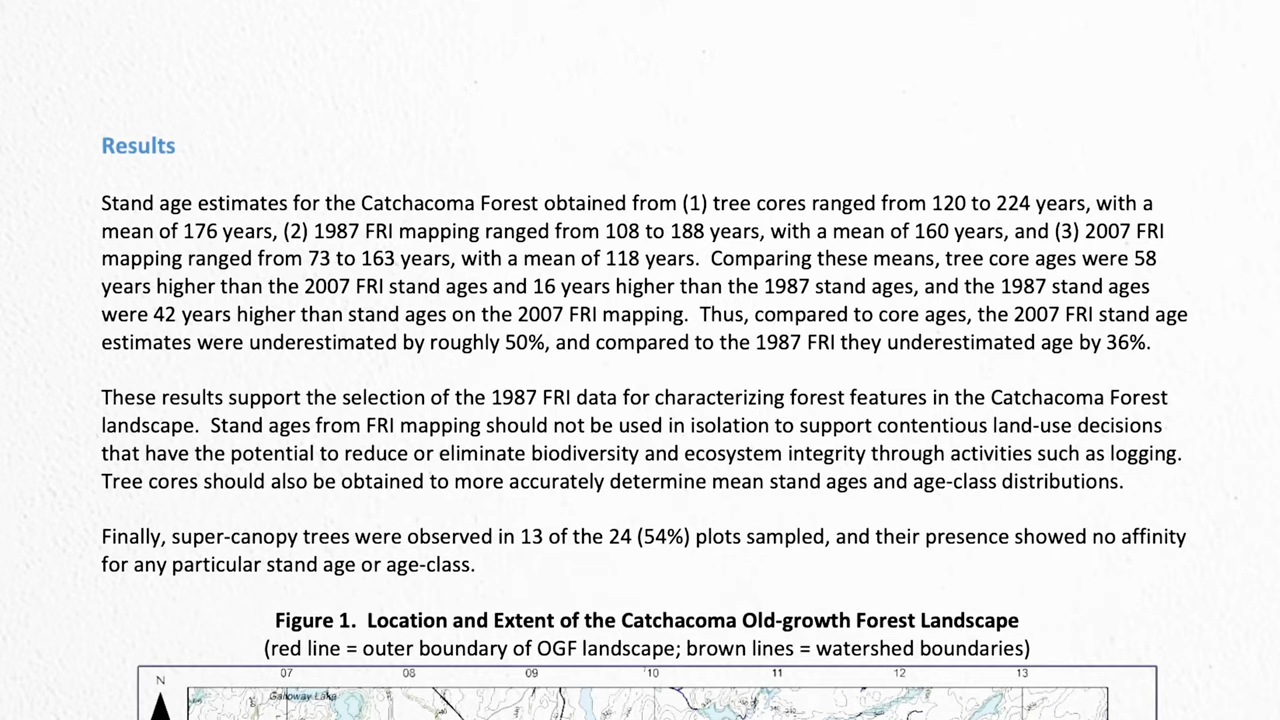 Results
Stand age estimates for the Catchacoma Forest obtained from (1) tree cores ranged from 120 to 224 years, with a
mean of 176 years, (2) 1987 FRI mapping ranged from 108 to 188 years, with a mean of 160 years, and (3) 2007 FRI
mapping ranged from 73 to 163 years, with a mean of 118 years.  Comparing these means, tree core ages were 58
years higher than the 2007 FRI stand ages and 16 years higher than the 1987 stand ages, and the 1987 stand ages
were 42 years higher than stand ages on the 2007 FRI mapping.  Thus, compared to core ages, the 2007 FRI stand age
estimates were underestimated by roughly 50%, and compared to the 1987 FRI they underestimated age by 36%.
These results support the selection of the 1987 FRI data for characterizing forest features in the Catchacoma Forest
landscape.  Stand ages from FRI mapping should not be used in isolation to support contentious land-use decisions
that have the potential to reduce or eliminate biodiversity and ecosystem integrity through activities such as logging.
Tree cores should also be obtained to more accurately determine mean stand ages and age-class distributions.
Finally, super-canopy trees were observed in 13 of the 24 (54%) plots sampled, and their presence showed no affinity
for any particular stand age or age-class.
Figure 1.  Location and Extent of the Catchacoma Old-growth Forest Landscape
(red line = outer boundary of OGF landscape; brown lines = watershed boundaries)
07 08 09 10 11 12 13
N
Galloway Lake